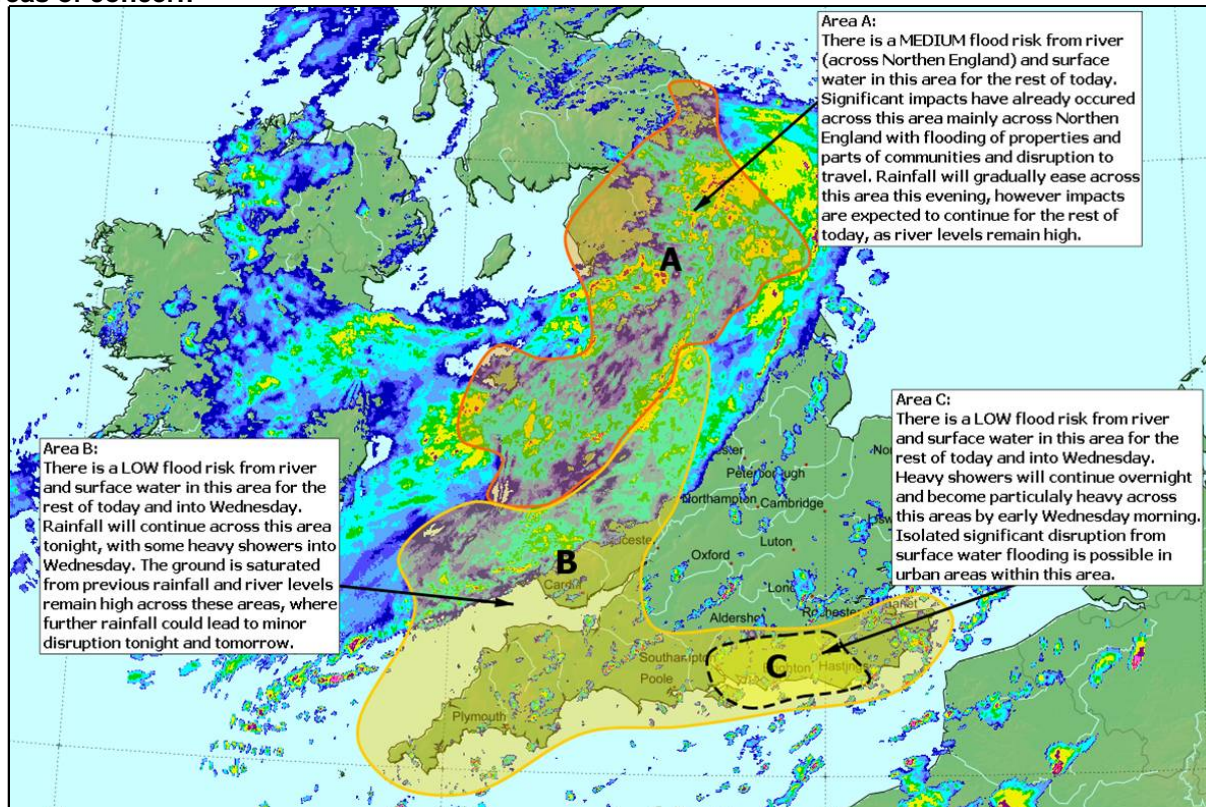 Area A:
There is a MEDIUM flood risk from river
(across Northen England) and surface
water in this area for the rest of today.
Significant impacts have already occured
across this area mainly across Northen
England with flooding of properties and
parts of communities and disruption to
travel. Rainfall will gradually ease across
this area this evening, however impacts
are expected to continue for the rest of
today, as river levels remain high.
A
Area C:
There is a LOW flood risk from river
and surface water in this area for the
rest of today and into Wednesday.
Heavy showers will continue overnight
and become particulaly heavy across
this areas by early Wednesday morning.
Isolated significant disruption from
surface water flooding is possible in
urban areas within this area.
Area B:
There is a LOW flood risk from river
and surface water in this area for the
rest of today and into Wednesday.
Rainfall will continue across this area
tonight, with some heavy showers into
Wednesday. The ground is saturated
from previous rainfall and river levels
remain high across these areas, where
further rainfall could lead to minor
disruption tonight and tomorrow.
Peterborough
Northampton
Cambridge
Oxford
Luton
B
Aldershot
Southampton
Poole
C
Plymouth